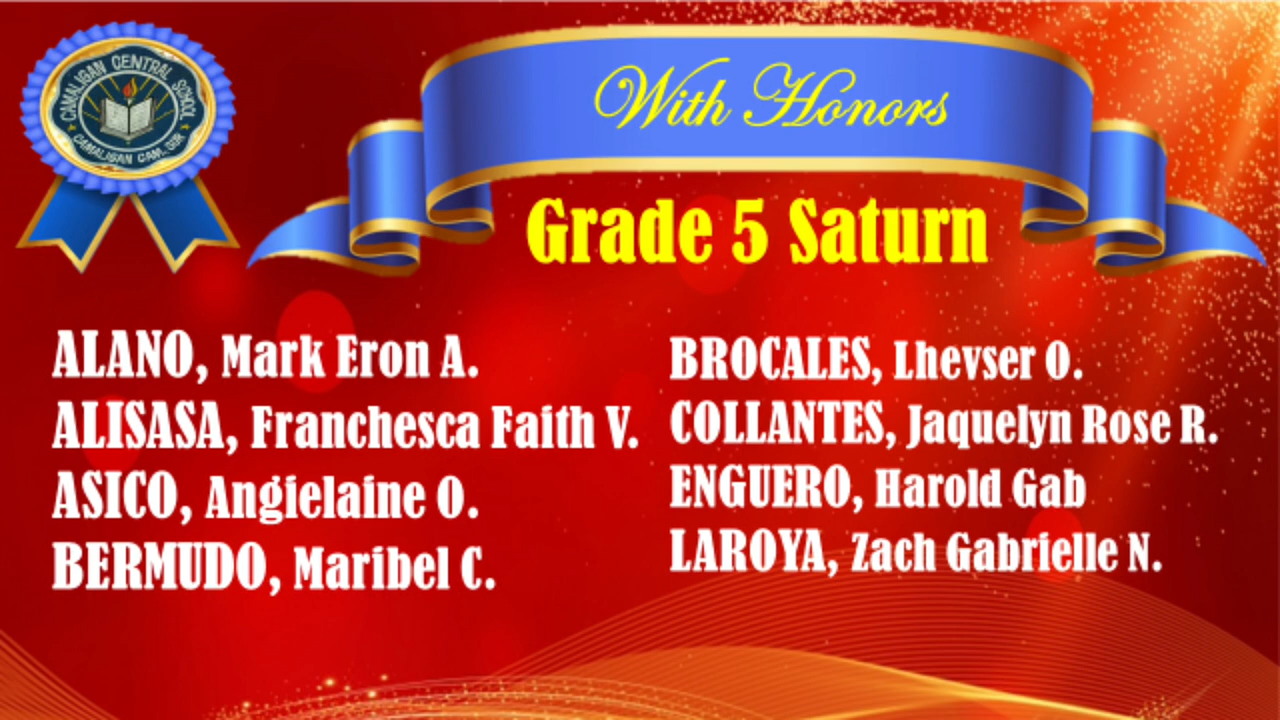 CAMALIGAN CENTRAL SCHOOL
CAMALIGAN CAM. SUR
With Honors
Grade 5 Saturn
ALANO, Mark Eron A.
ALISASA, Franchesca Faith V.
ASICO, Angielaine O.
BERMUDO, Maribel C.
BROCALES, Lhevser O.
COLLANTES, Jaquelyn Rose R.
ENGUERO, Harold Gab
LAROYA, Zach Gabrielle N.